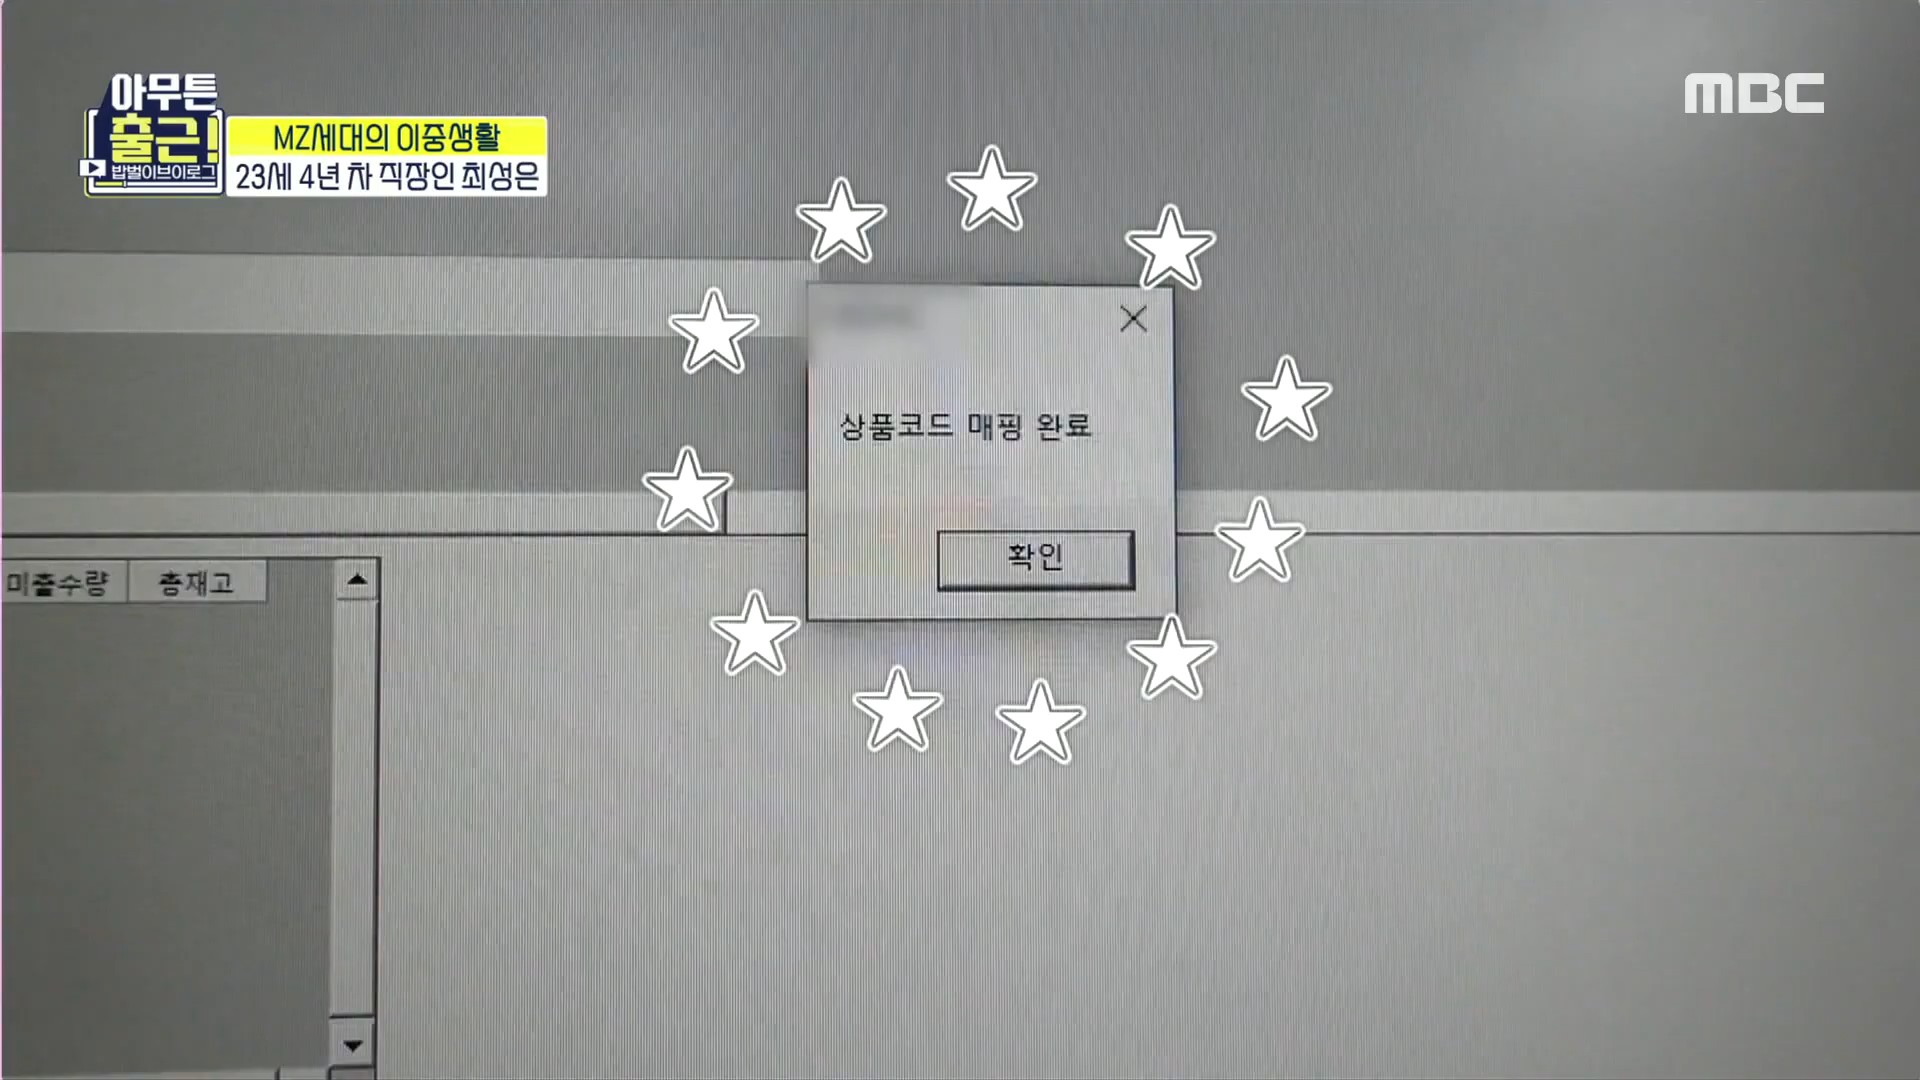 아무튼
출근!
밥벌이브이로그
MZ세대의 이중생활
23세 4년 차 직장인 최성은
MBC
상품코드 매핑 완료
확인
미출수량
총재고